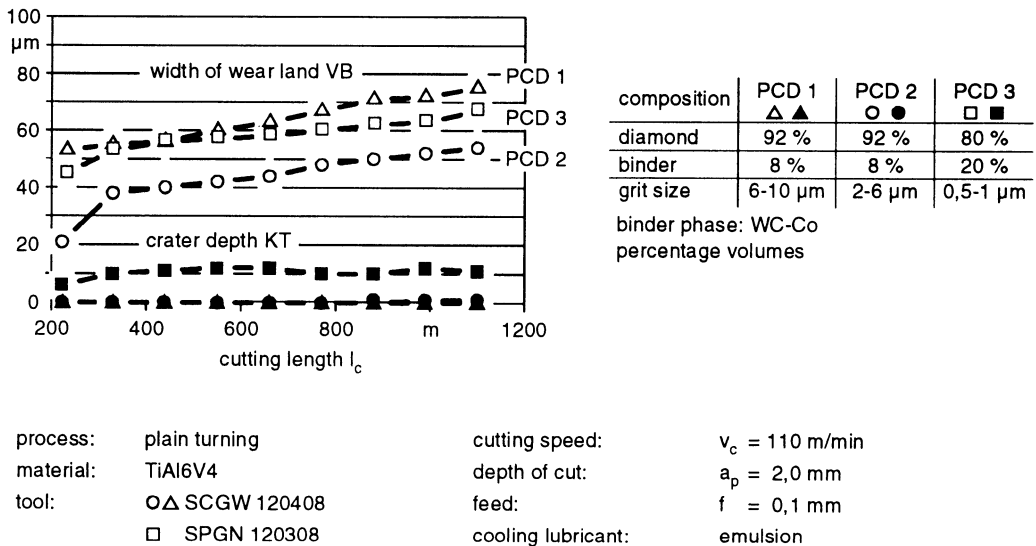 100
µm
80
60
40
20
0
width of wear land VB
PCD 1
PCD 3
PCD 2
crater depth KT
200 400 600 800 m 1200
cutting length l_c
composition PCD 1 PCD 2 PCD 3
diamond 92 % 92 % 80 %
binder 8 % 8 % 20 %
grit size 6-10 µm 2-6 µm 0,5-1 µm
binder phase: WC-Co
percentage volumes
process: plain turning
material: TiAl6V4
tool: SCGW 120408
SPGN 120308
cutting speed: v_c = 110 m/min
depth of cut: a_p = 2,0 mm
feed: f = 0,1 mm
cooling lubricant: emulsion